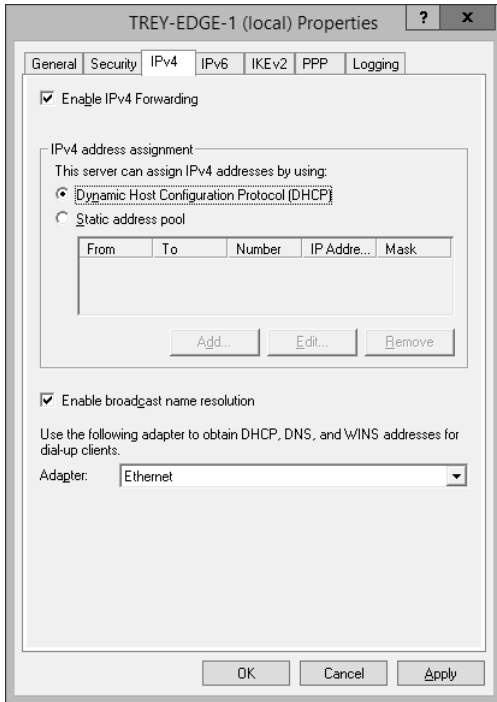 TREY-EDGE-1 (local) Properties
? x
General Security IPv4 IPv6 IKEv2 PPP Logging
Enable IPv4 Forwarding
IPv4 address assignment
This server can assign IPv4 addresses by using:
Dynamic Host Configuration Protocol (DHCP)
Static address pool
From To Number IP Addre... Mask
Add... Edit... Remove
Enable broadcast name resolution
Use the following adapter to obtain DHCP, DNS, and WINS addresses for
dial-up clients.
Adapter: Ethernet
OK Cancel Apply